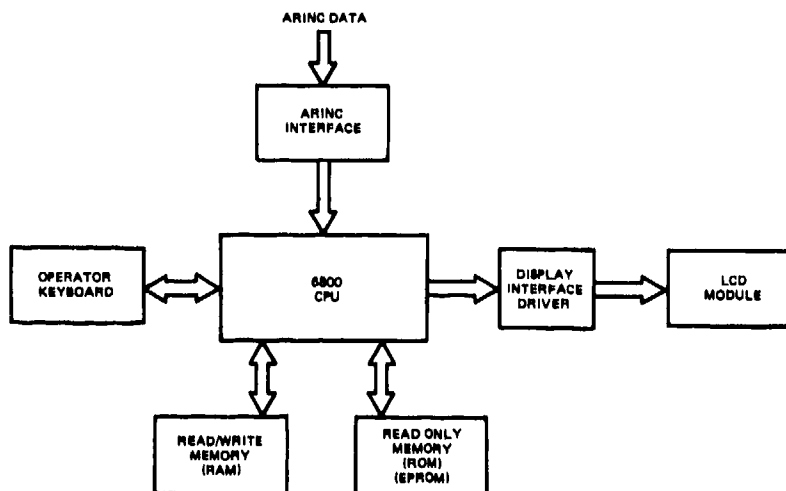 ARINC DATA
ARINC
INTERFACE
OPERATOR
KEYBOARD
6800
CPU
DISPLAY
INTERFACE
DRIVER
LCD
MODULE
READ/WRITE
MEMORY
(RAM)
READ ONLY
MEMORY
(ROM)
(EPROM)